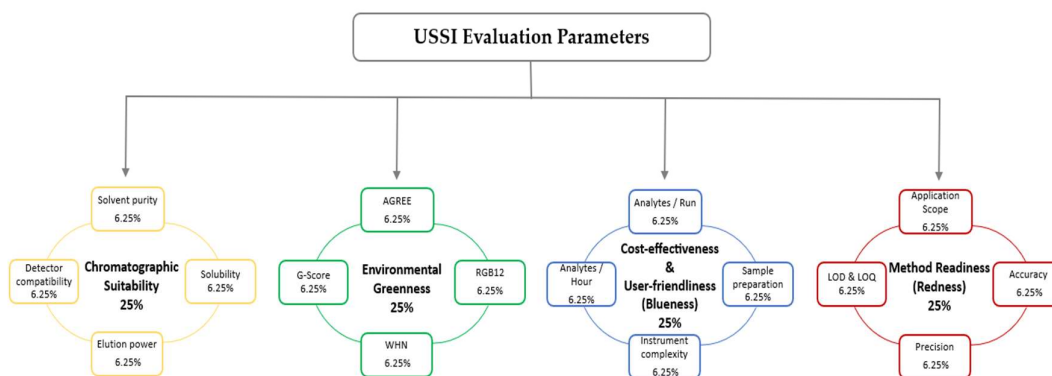 USSI Evaluation Parameters
Solvent purity
6.25%
Detector
compatibility
6.25%
Chromatographic
Suitability
25%
Solubility
6.25%
Elution power
6.25%
AGREE
6.25%
G-Score
6.25%
Environmental
Greenness
25%
RGB12
6.25%
WHN
6.25%
Analytes / Run
6.25%
Analytes /
Hour
6.25%
Cost-effectiveness
&
User-friendliness
(Blueness)
25%
Sample
preparation
6.25%
Instrument
complexity
6.25%
Application
Scope
6.25%
LOD & LOQ
6.25%
Method Readiness
(Redness)
25%
Accuracy
6.25%
Precision
6.25%